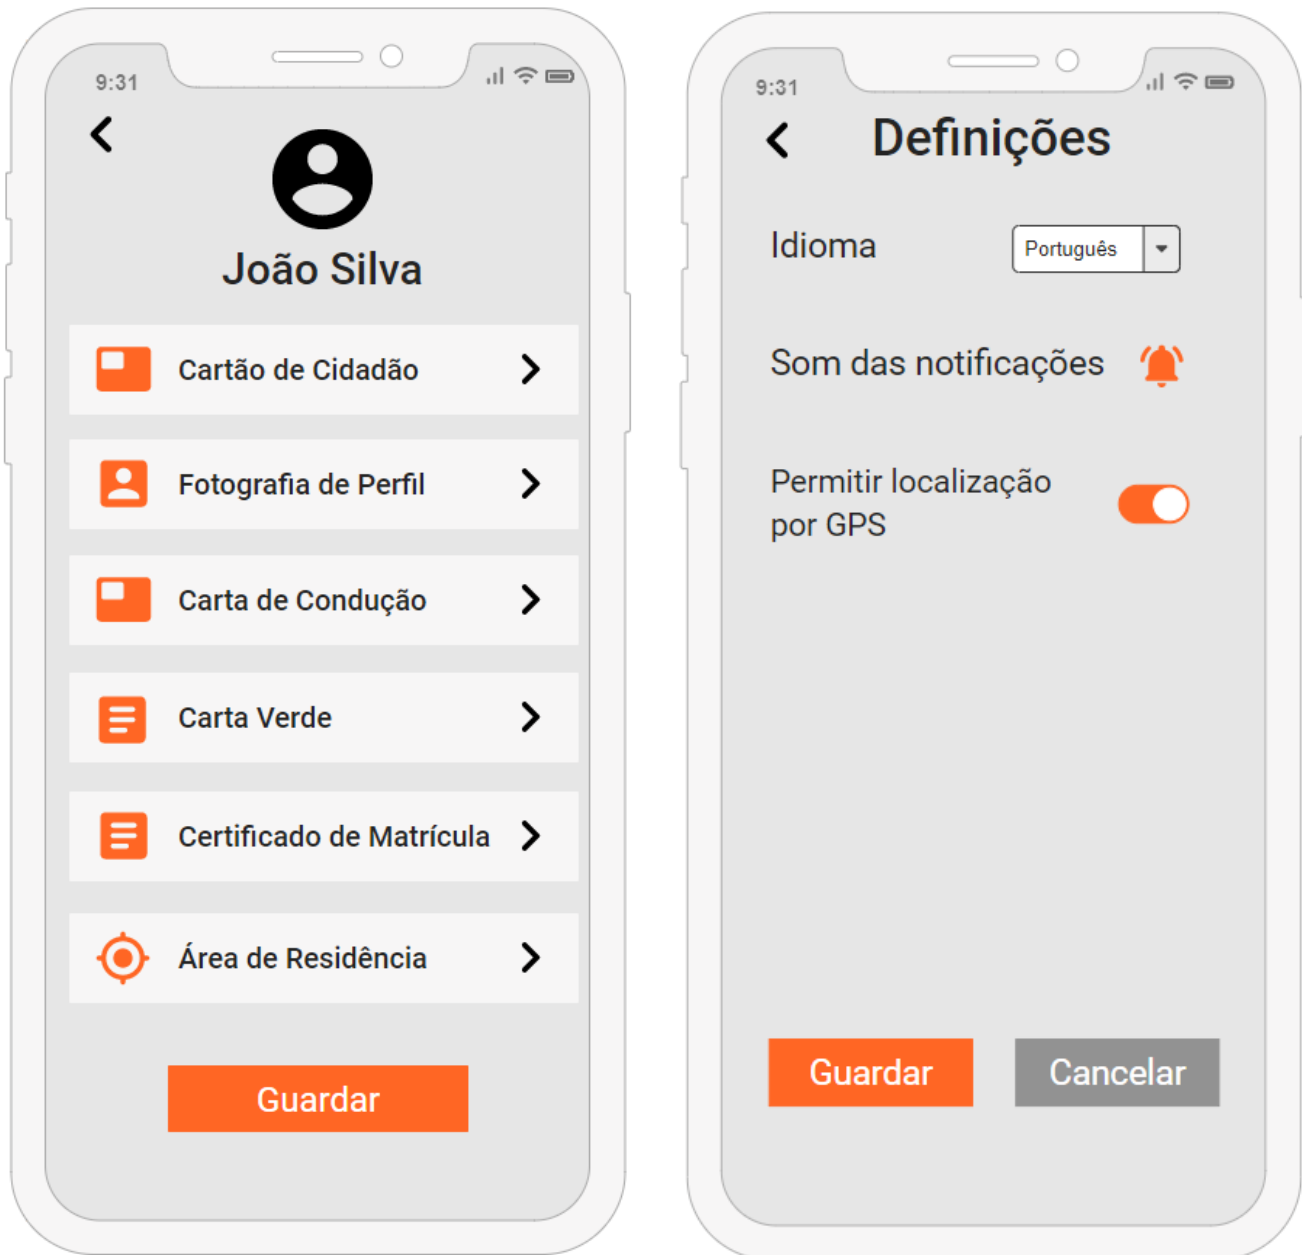 9:31
João Silva
Cartão de Cidadão
Fotografia de Perfil
Carta de Condução
Carta Verde
Certificado de Matrícula
Área de Residência
Guardar
9:31
Definições
Idioma
Português
Som das notificações
Permitir localização
por GPS
Guardar
Cancelar